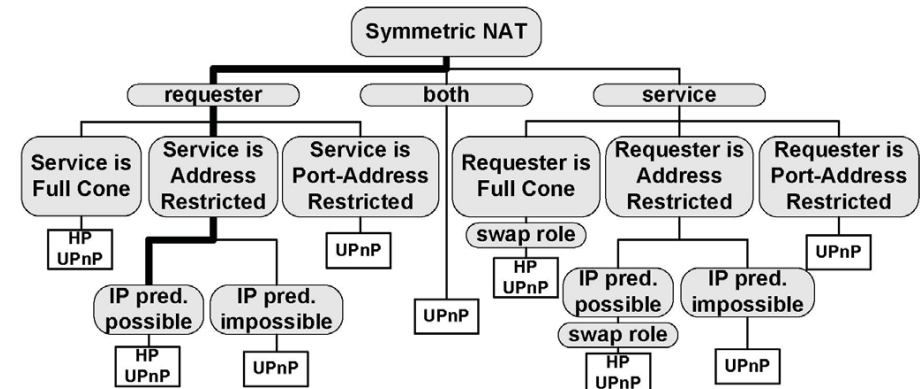 Symmetric NAT
requester
both
service
Service is
Full Cone
Service is
Address
Restricted
Service is
Port-Address
Restricted
Requester is
Full Cone
Requester is
Address
Restricted
Requester is
Port-Address
Restricted
HP
UPnP
UPnP
swap role
HP
UPnP
UPnP
IP pred.
possible
IP pred.
impossible
UPnP
IP pred.
possible
IP pred.
impossible
swap role
HP
UPnP
UPnP
HP
UPnP
UPnP